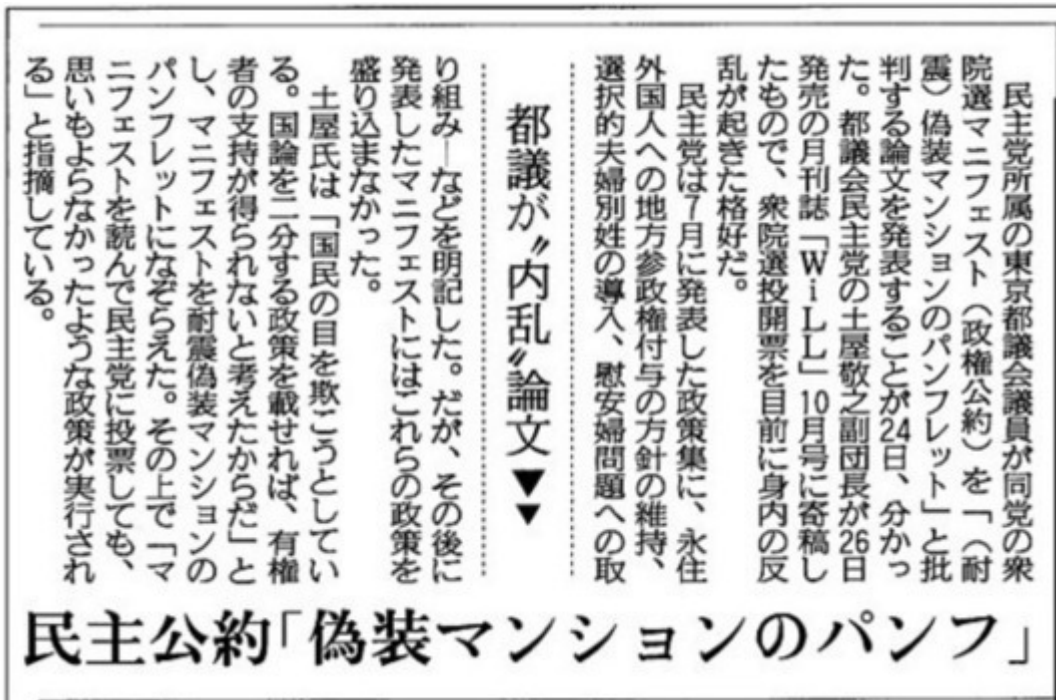 民主公約「偽装マンションのパンフ」
都議が〝内乱〟論文▼▼
民主党所属の東京都議会議員が同党の衆
院選マニフェスト（政権公約）を「（耐
震）偽装マンションのパンフレット」と批
判する論文を発表することが24日、分かっ
た。都議会民主党の土屋敬之副団長が26日
発売の月刊誌「WiLL」10月号に寄稿し
たもので、衆院選投開票を目前に身内の反
乱が起きた格好だ。
民主党は7月に発表した政策集に、永住
外国人への地方参政権付与の方針の維持、
選択的夫婦別姓の導入、慰安婦問題への取
り組み―などを明記した。だが、その後に
発表したマニフェストにはこれらの政策を
盛り込まなかった。
土屋氏は「国民の目を欺こうとしてい
る。国論を二分する政策を載せれば、有権
者の支持が得られないと考えたからだ」と
し、マニフェストを耐震偽装マンションの
パンフレットになぞらえた。その上で「マ
ニフェストを読んで民主党に投票しても、
思いもよらなかったような政策が実行され
る」と指摘している。